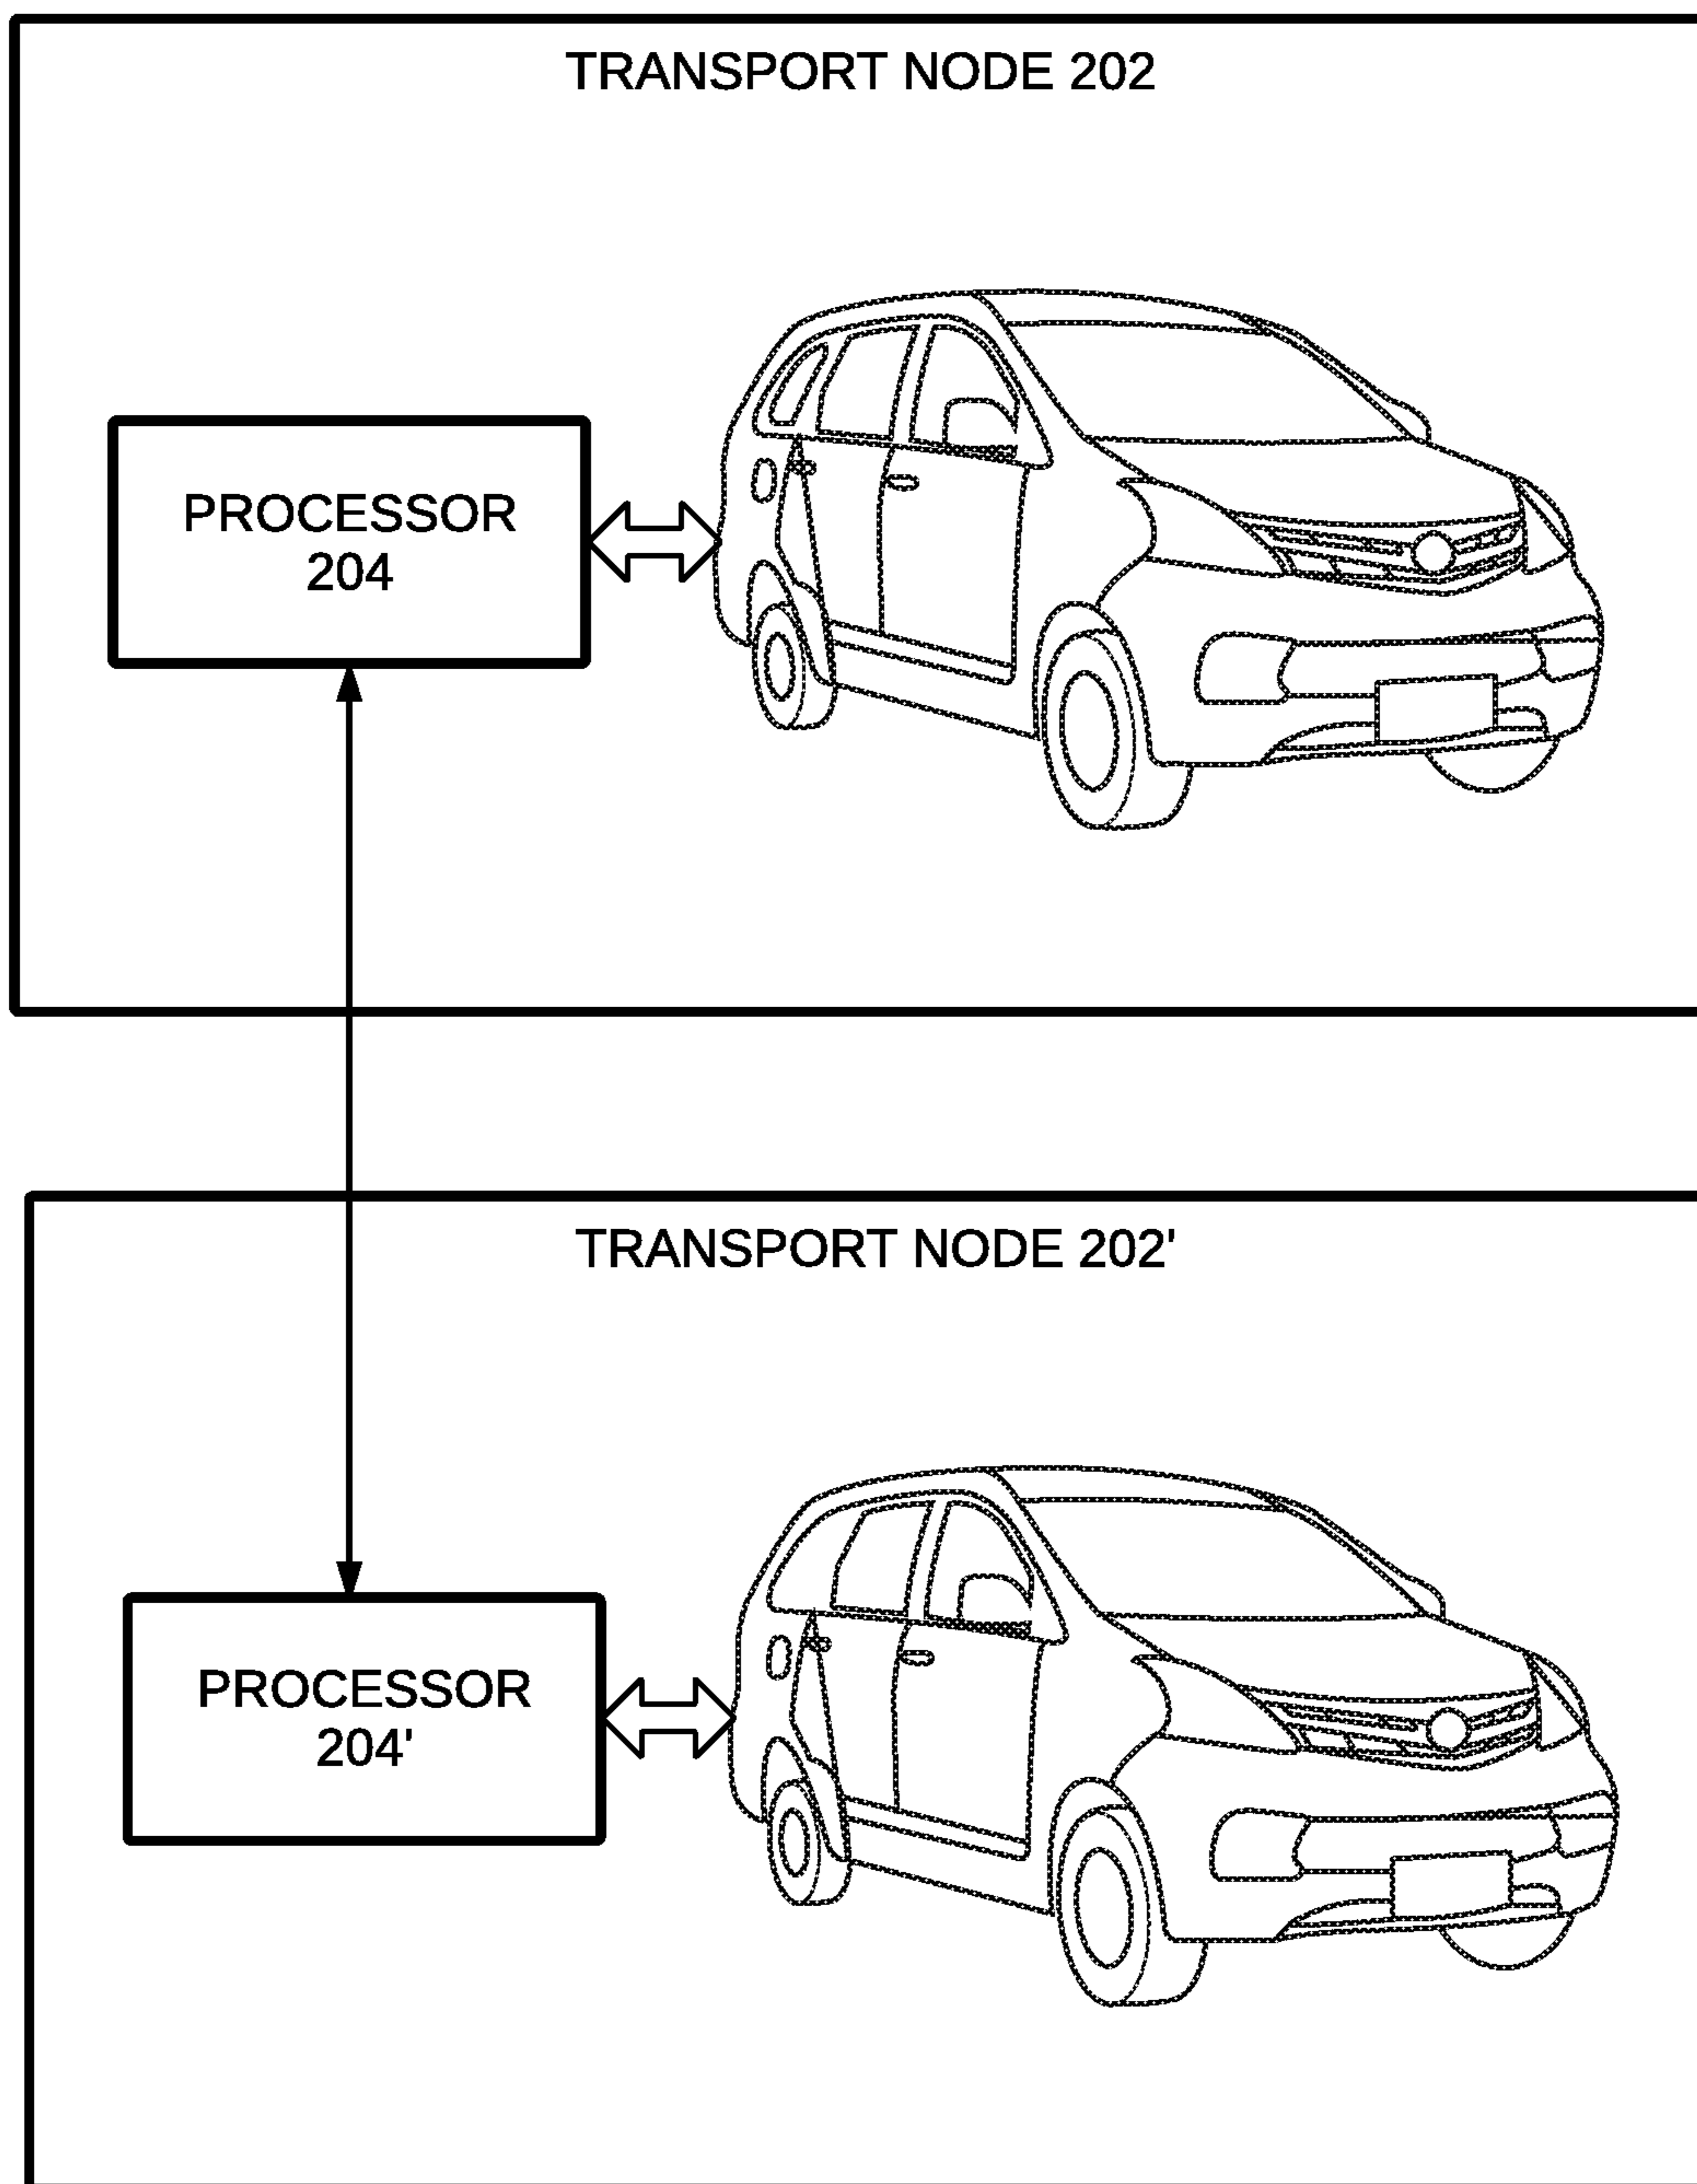 TRANSPORT NODE 202
PROCESSOR
204
TRANSPORT NODE 202'
PROCESSOR
204'